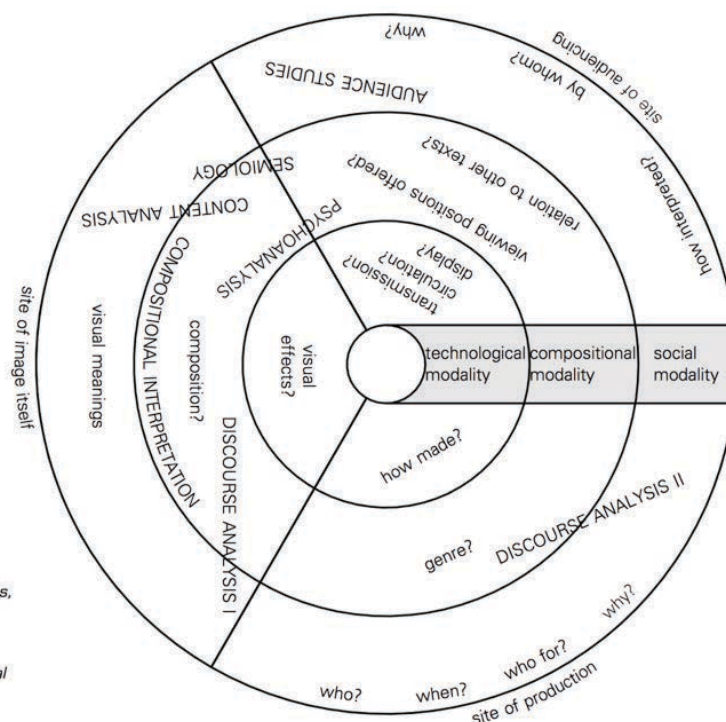 why?
by whom?
site of audiencing
AUDIENCE STUDIES
how interpreted?
relation to other texts?
viewing positions offered?
SEMIOLOGY
CONTENT ANALYSIS
PSYCHOANALYSIS
display?
circulation?
transmission?
COMPOSITIONAL INTERPRETATION
site of image itself
visual meanings
composition?
visual
effects?
DISCOURSE ANALYSIS I
technological
modality
compositional
modality
social
modality
how made?
genre?
DISCOURSE ANALYSIS II
why?
who for?
when?
who?
site of production